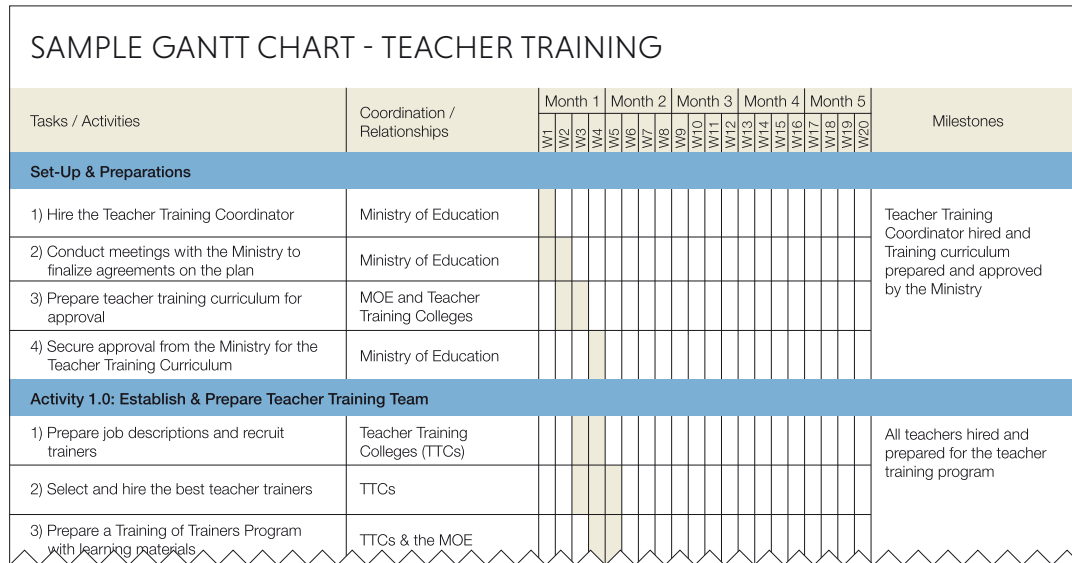 SAMPLE GANTT CHART - TEACHER TRAINING
Tasks / Activities
Coordination /
Relationships
Month 1 Month 2 Month 3 Month 4 Month 5
W1 W2 W3 W4 W5 W6 W7 W8 W9 W10 W11 W12 W13 W14 W15 W16 W17 W18 W19 W20
Milestones
Set-Up & Preparations
1) Hire the Teacher Training Coordinator
Ministry of Education
2) Conduct meetings with the Ministry to
finalize agreements on the plan
Ministry of Education
3) Prepare teacher training curriculum for
approval
MOE and Teacher
Training Colleges
4) Secure approval from the Ministry for the
Teacher Training Curriculum
Ministry of Education
Teacher Training
Coordinator hired and
Training curriculum
prepared and approved
by the Ministry
Activity 1.0: Establish & Prepare Teacher Training Team
1) Prepare job descriptions and recruit
trainers
Teacher Training
Colleges (TTCs)
2) Select and hire the best teacher trainers
TTCs
3) Prepare a Training of Trainers Program
with learning materials
TTCs & the MOE
All teachers hired and
prepared for the teacher
training program